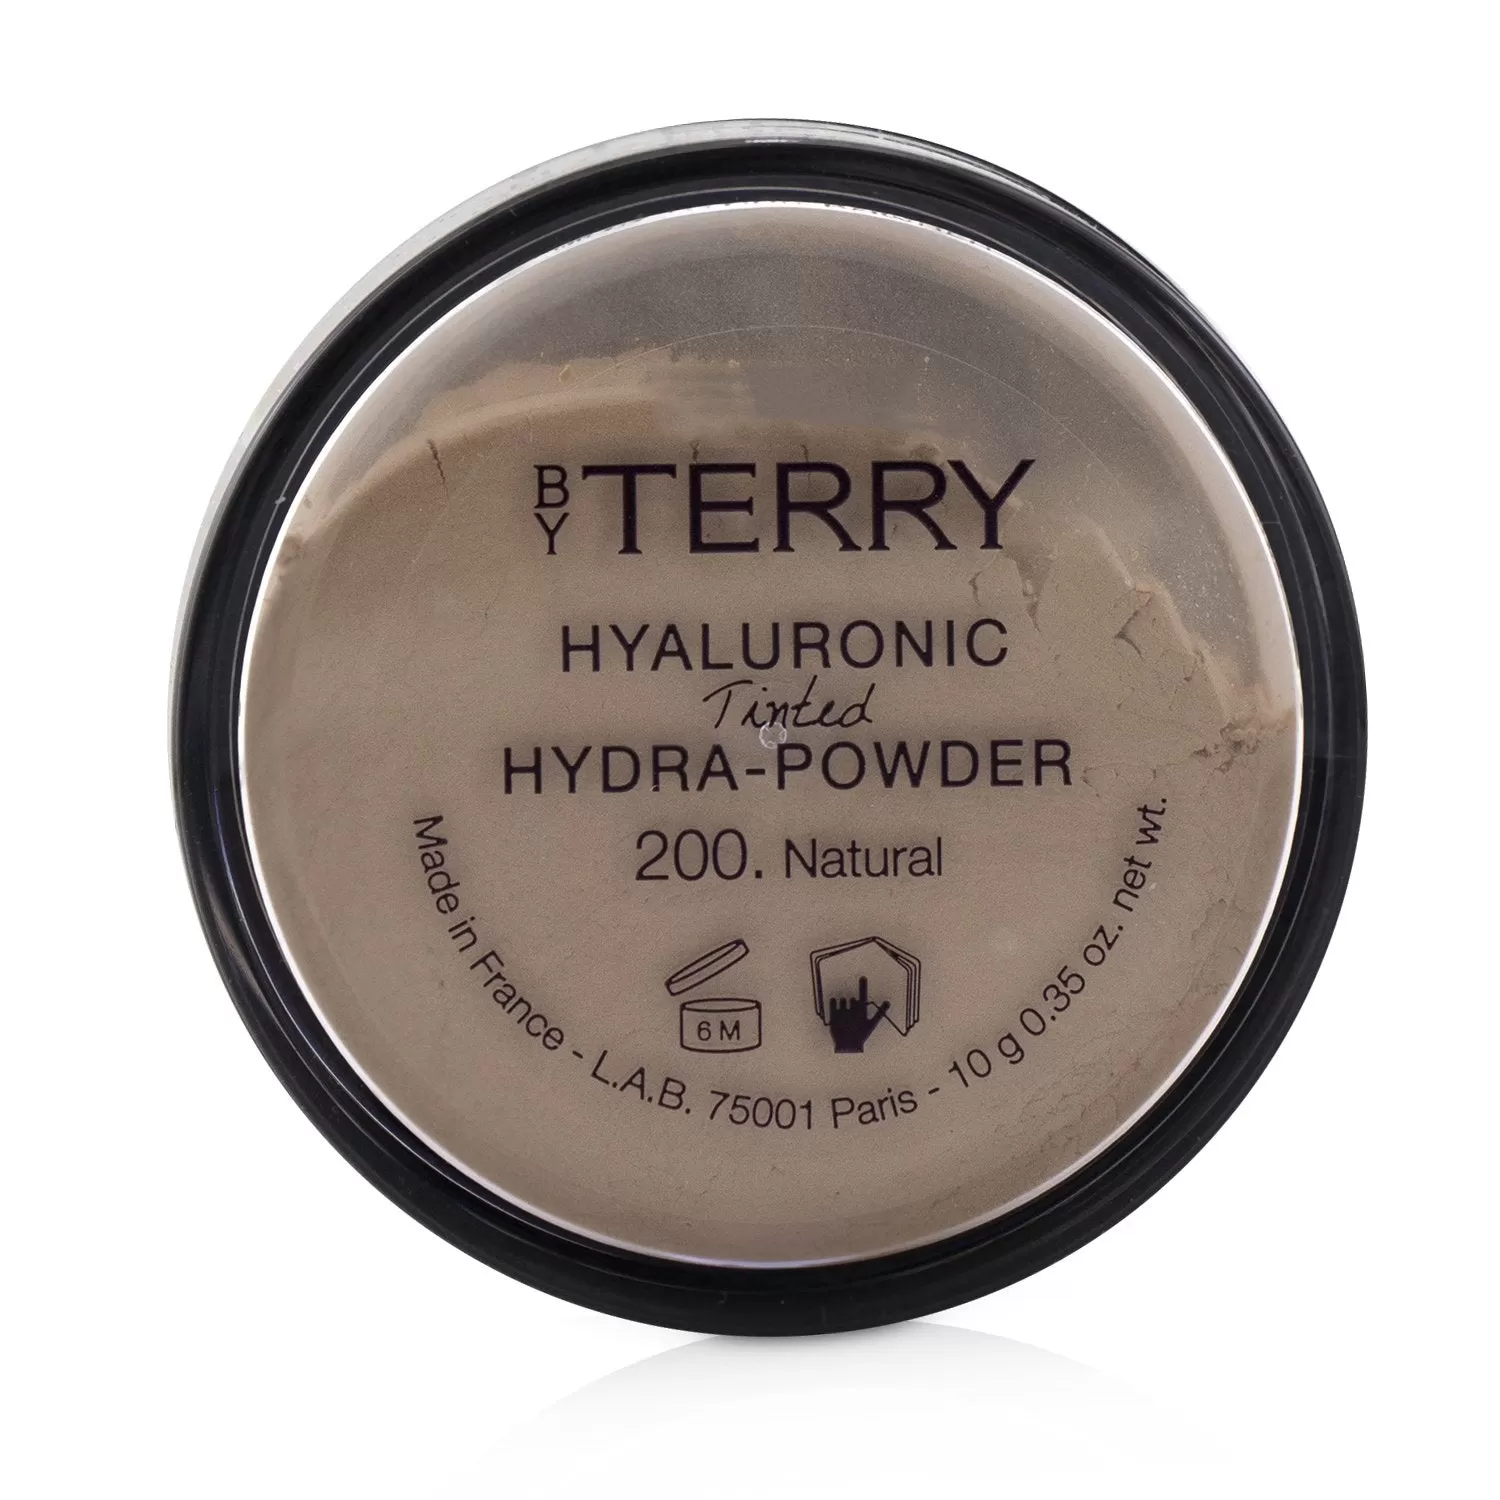 BY TERRY
HYALURONIC
Tinted
HYDRA-POWDER
200. Natural
6 M
Made in France - L.A.B. 75001 Paris - 10 g 0.35 oz. net wt.